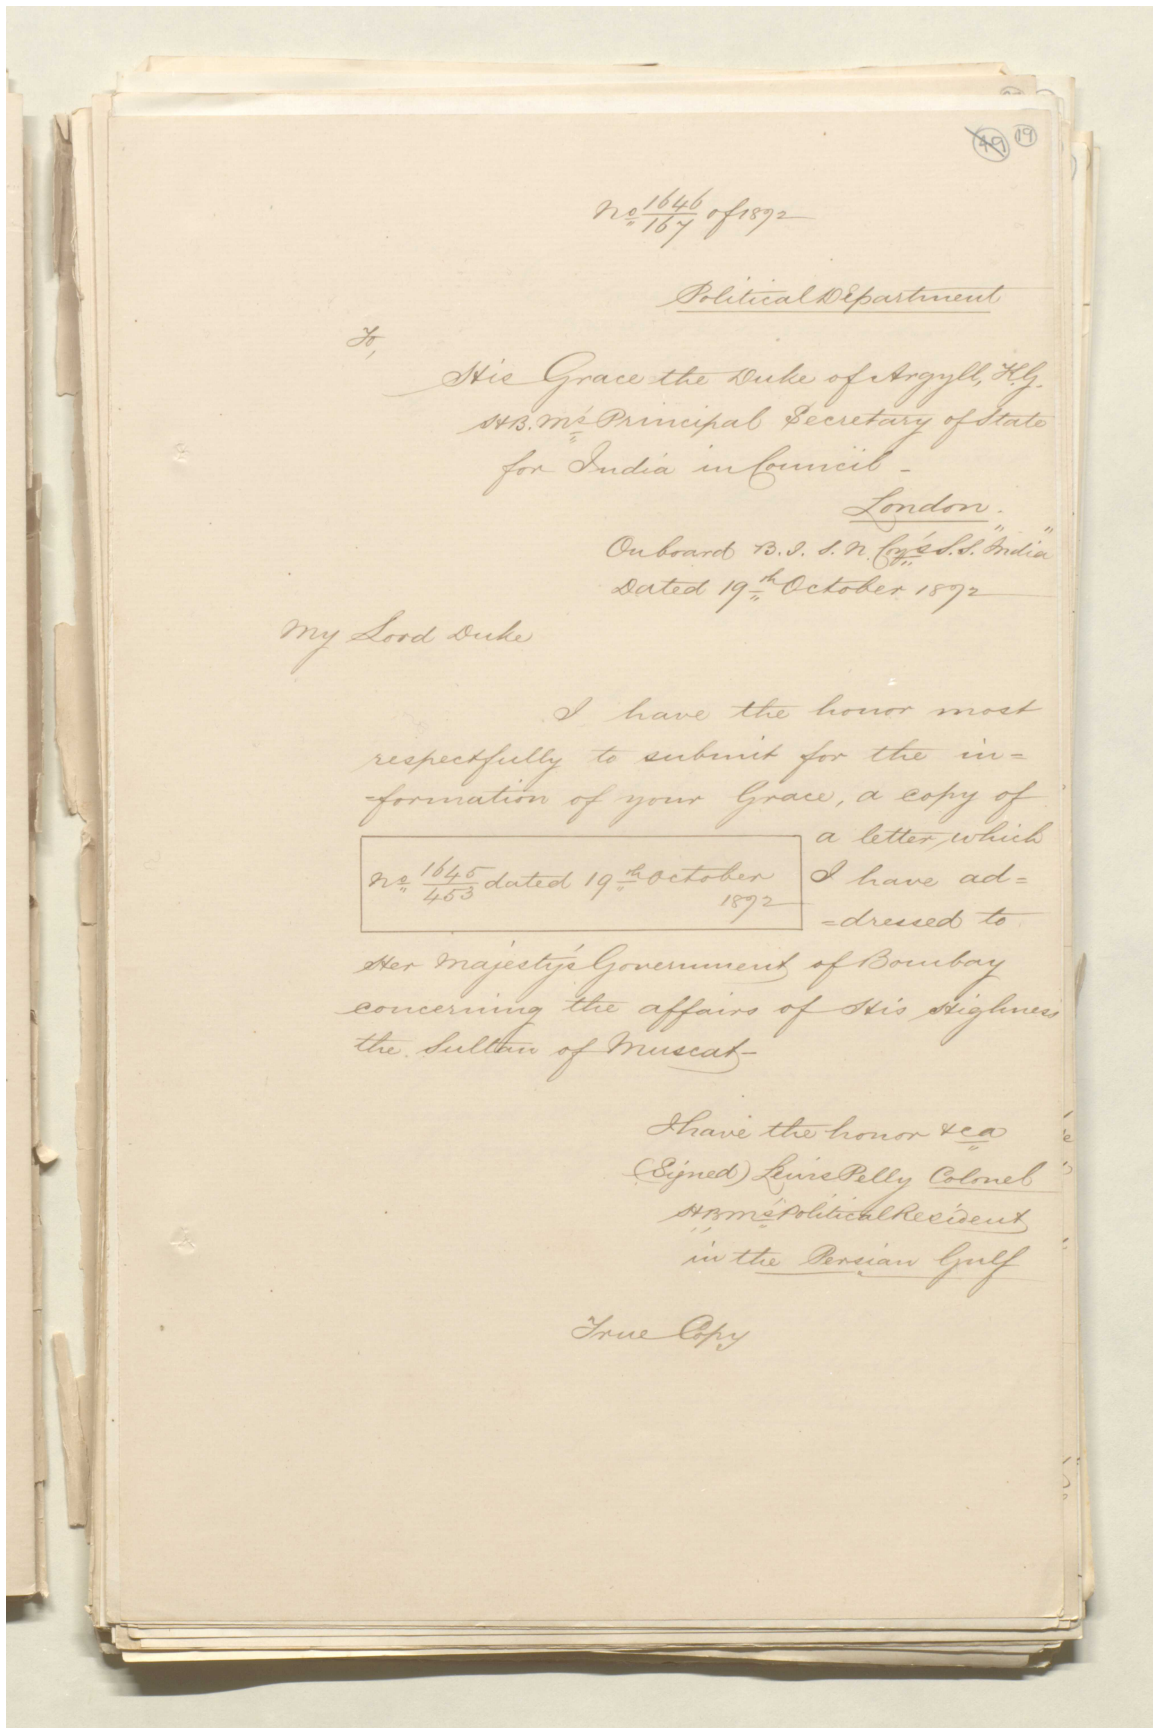 49 19
No 1646/167 of 1872
Political Department
To,
His Grace the Duke of Argyll, K.G.
H.B.M's Principal Secretary of State
for India in Council -
London.
On board B. I. S. N. Coy's S.S. "India"
Dated 19th October 1872
My Lord Duke
I have the honor most
respectfully to submit for the in=
=formation of your Grace, a copy of
a letter, which
No 1645/453 dated 19th October
1872
I have ad=
=dressed to
Her Majesty's Government of Bombay
concerning the affairs of His Highness
the Sultan of Muscat-
I have the honor &ca
(Signed) Lewis Pelly Colonel
H.B.M's Political Resident
in the Persian Gulf
True Copy